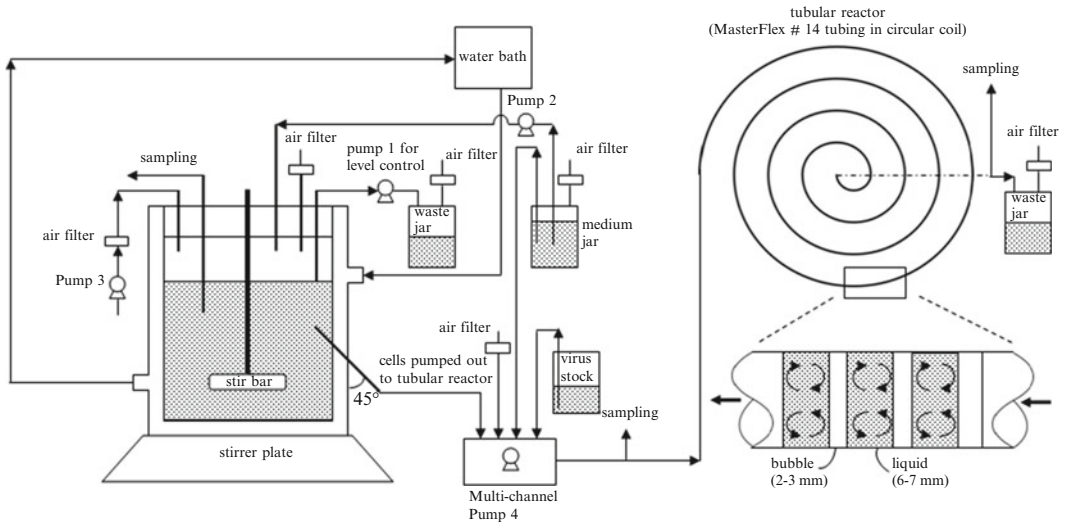 tubular reactor
(MasterFlex # 14 tubing in circular coil)
water bath
sampling
Pump 2
air filter
air filter
pump 1 for
level control
air filter
air filter
sampling
waste
jar
waste
jar
medium
jar
air filter
Pump 3
air filter
virus
stock
cells pumped out
to tubular reactor
stir bar
45°
sampling
stirrer plate
bubble
(2-3 mm)
liquid
(6-7 mm)
Multi-channel
Pump 4